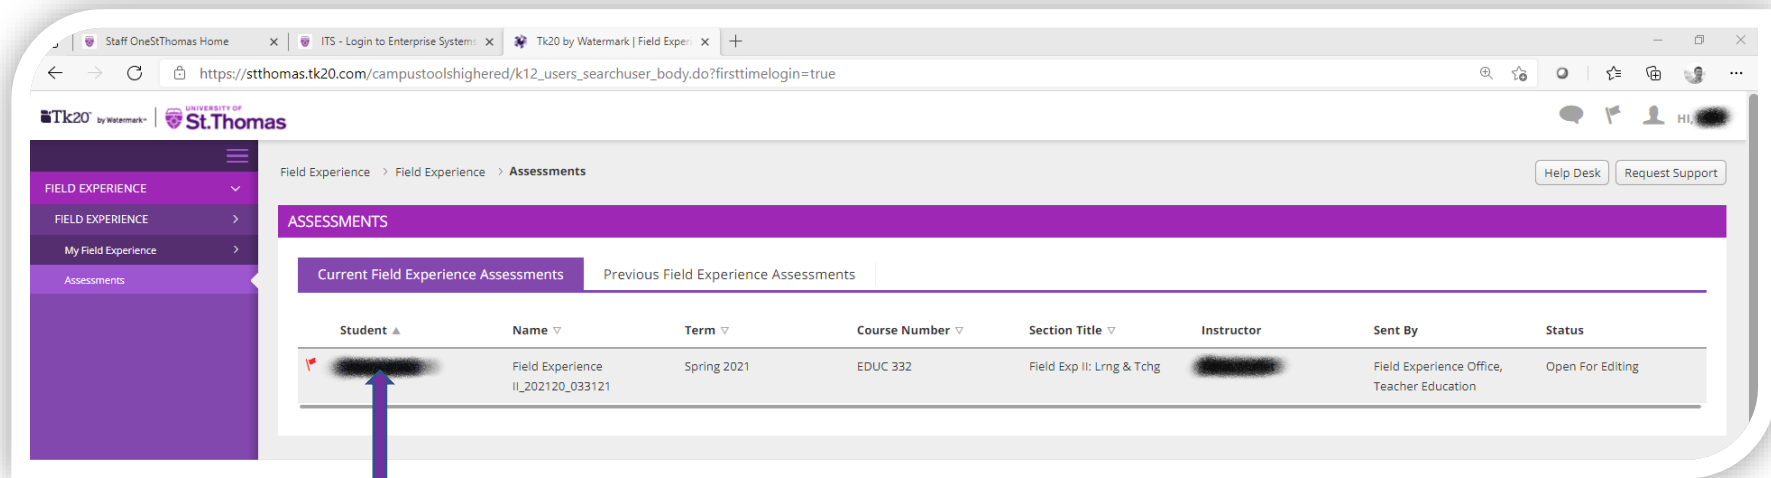 Staff OneStThomas Home
ITS - Login to Enterprise Systems
Tk20 by Watermark | Field Experi
https://stthomas.tk20.com/campustoolshighered/k12_users_searchuser_body.do?firsttimelogin=true
Tk20 by Watermark
UNIVERSITY OF
St.Thomas
HI,
FIELD EXPERIENCE
FIELD EXPERIENCE
My Field Experience
Assessments
Field Experience > Field Experience > Assessments
Help Desk Request Support
ASSESSMENTS
Current Field Experience Assessments Previous Field Experience Assessments
Student Name Term Course Number Section Title Instructor Sent By Status
Field Experience Spring 2021 EDUC 332 Field Exp II: Lrng & Tchg Field Experience Office, Open For Editing
II_202120_033121 Teacher Education